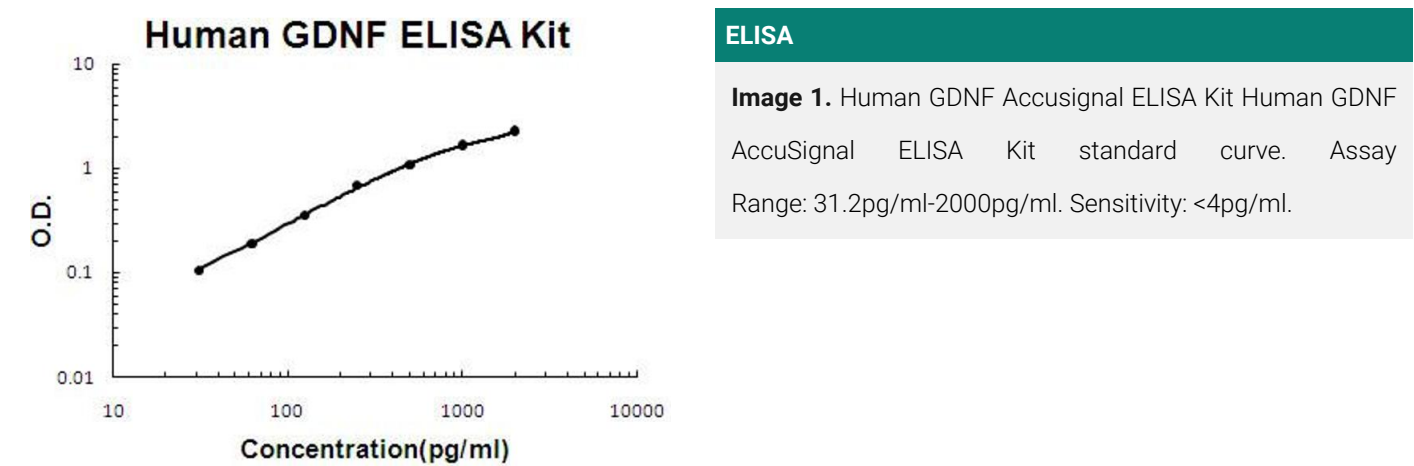 Human GDNF ELISA Kit
10
1
0.1
0.01
O.D.
10 100 1000 10000
Concentration(pg/ml)
ELISA
Image 1. Human GDNF Accusignal ELISA Kit Human GDNF
AccuSignal ELISA Kit standard curve. Assay
Range: 31.2pg/ml-2000pg/ml. Sensitivity: <4pg/ml.